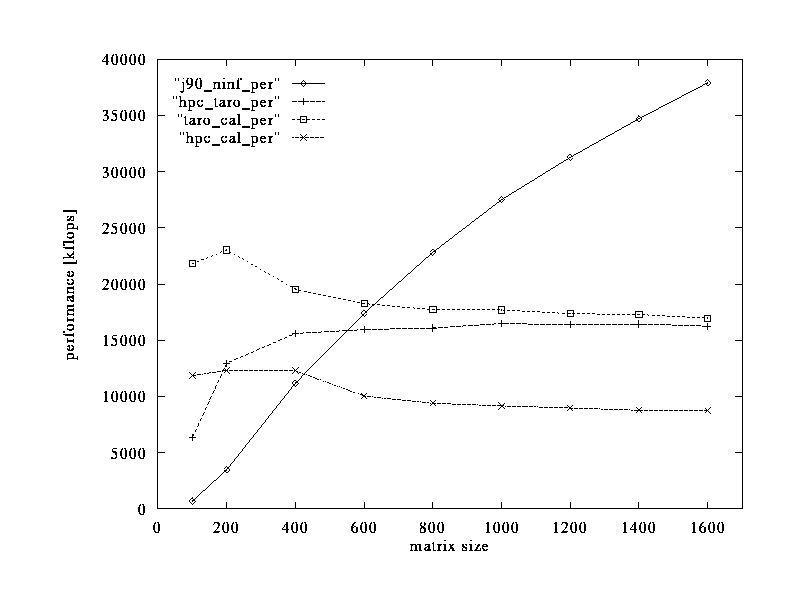 40000
35000
30000
25000
20000
15000
10000
5000
0
performance [kflops]
"j90_ninf_per"
"hpc_taro_per"
"taro_cal_per"
"hpc_cal_per"
0 200 400 600 800 1000 1200 1400 1600
matrix size